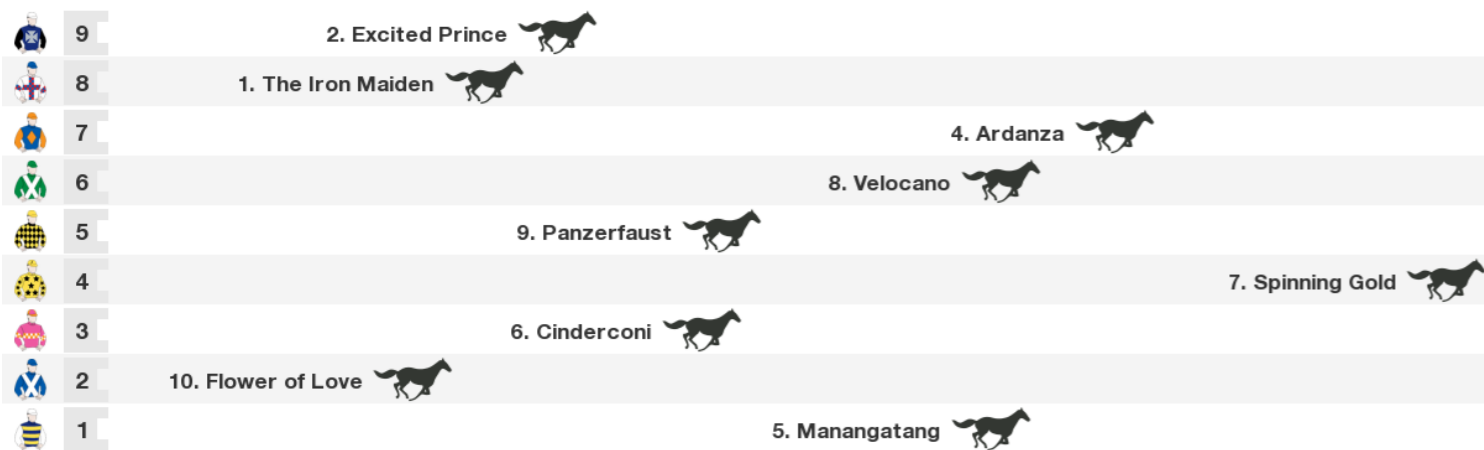 9 2. Excited Prince
8 1. The Iron Maiden
7 4. Ardanza
6 8. Velocano
5 9. Panzerfaust
4 7. Spinning Gold
3 6. Cinderconi
2 10. Flower of Love
1 5. Manangatang